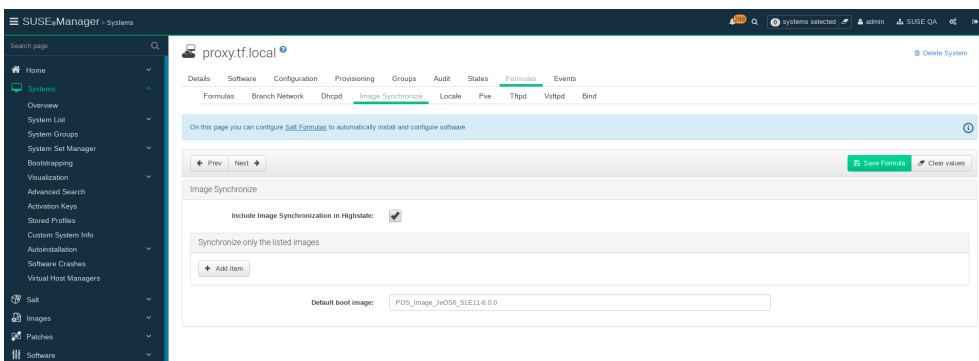 SUSE®Manager > Systems
systems selected
admin
SUSE QA
Search page
Home
Systems
Overview
System List
System Groups
System Set Manager
Bootstrapping
Visualization
Advanced Search
Activation Keys
Stored Profiles
Custom System Info
Autoinstallation
Software Crashes
Virtual Host Managers
Salt
Images
Patches
Software
proxy.tf.local ?
Delete System
Details Software Configuration Provisioning Groups Audit States Formulas Events
Formulas Branch Network Dhcpd Image Synchronize Locale Pxe Tftpd Vsftpd Bind
On this page you can configure Salt Formulas to automatically install and configure software.
Prev Next
Save Formula Clear values
Image Synchronize
Include Image Synchronization in Highstate:
Synchronize only the listed images
+ Add Item
Default boot image: POS_Image_JeOS6_SLE11-6.0.0